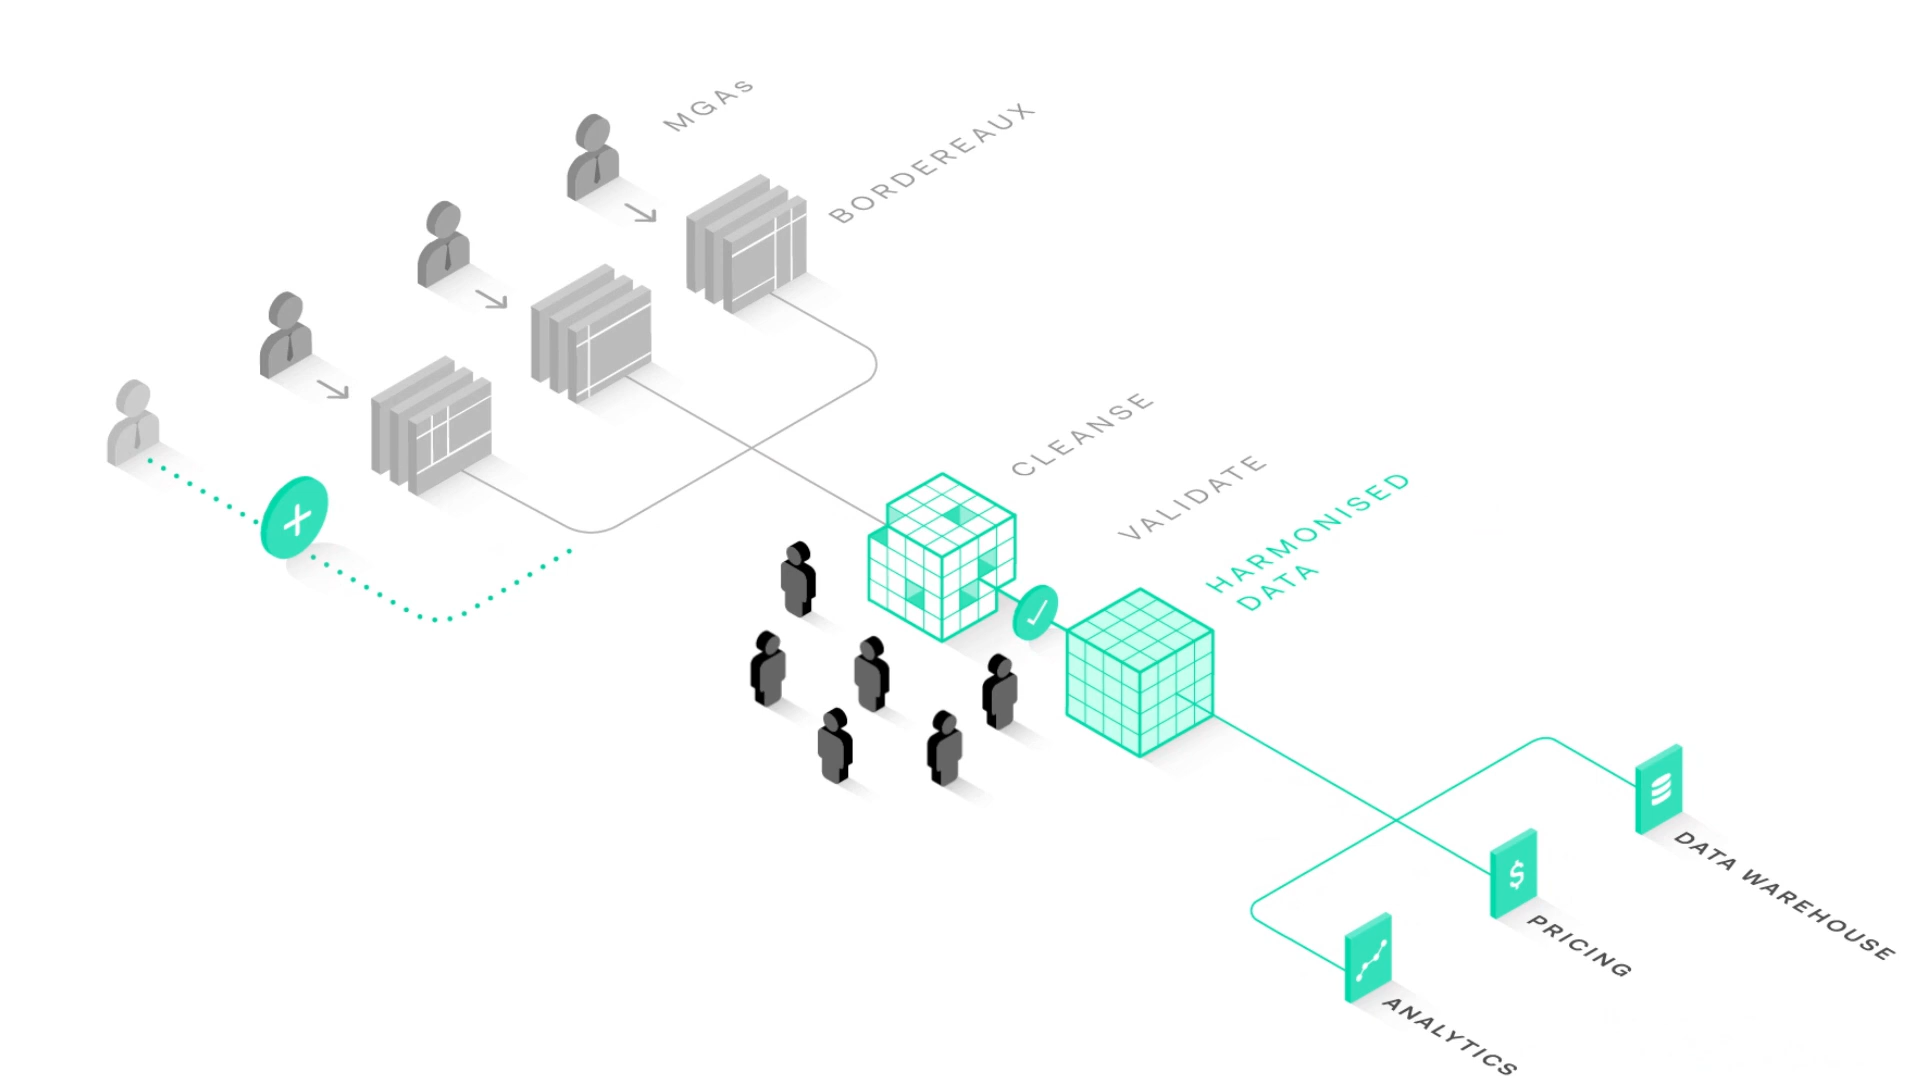 MGAs
BORDEREAUX
CLEANSE
VALIDATE
HARMONISED
DATA
DATA WAREHOUSE
$
PRICING
ANALYTICS